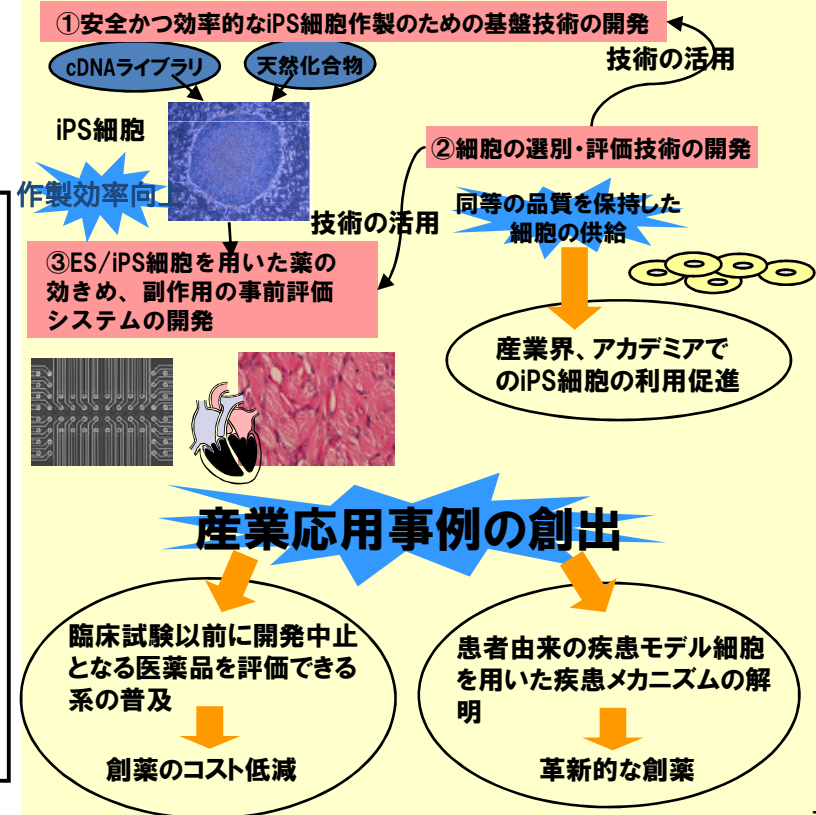 ①安全かつ効率的なiPS細胞作製のための基盤技術の開発
cDNAライブラリ
天然化合物
技術の活用
iPS細胞
②細胞の選別・評価技術の開発
作製効率向上
同等の品質を保持した
細胞の供給
技術の活用
③ES/iPS細胞を用いた薬の
効きめ、副作用の事前評価
システムの開発
産業界、アカデミアで
のiPS細胞の利用促進
産業応用事例の創出
臨床試験以前に開発中止
となる医薬品を評価できる
系の普及
創薬のコスト低減
患者由来の疾患モデル細胞
を用いた疾患メカニズムの解
明
革新的な創薬